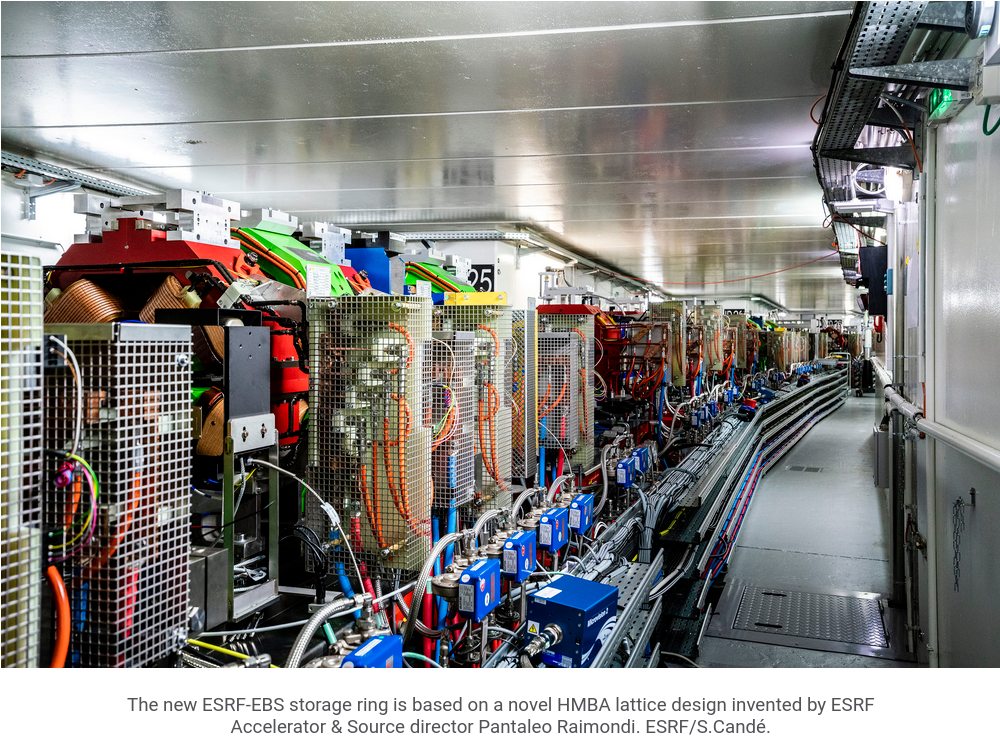 25
The new ESRF-EBS storage ring is based on a novel HMBA lattice design invented by ESRF
Accelerator & Source director Pantaleo Raimondi. ESRF/S.Candé.